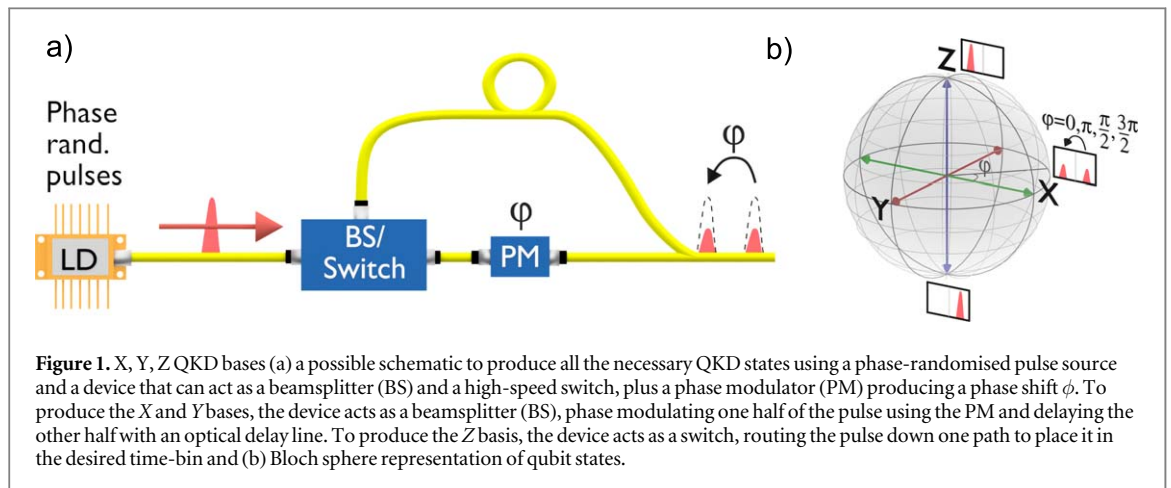 a)
Phase
rand.
pulses
LD
BS/
Switch
φ
PM
φ
b)
Z
φ=0,π,π/2,3π/2
φ
X
Y
Figure 1. X, Y, Z QKD bases (a) a possible schematic to produce all the necessary QKD states using a phase-randomised pulse source
and a device that can act as a beamsplitter (BS) and a high-speed switch, plus a phase modulator (PM) producing a phase shift ϕ. To
produce the X and Y bases, the device acts as a beamsplitter (BS), phase modulating one half of the pulse using the PM and delaying the
other half with an optical delay line. To produce the Z basis, the device acts as a switch, routing the pulse down one path to place it in
the desired time-bin and (b) Bloch sphere representation of qubit states.